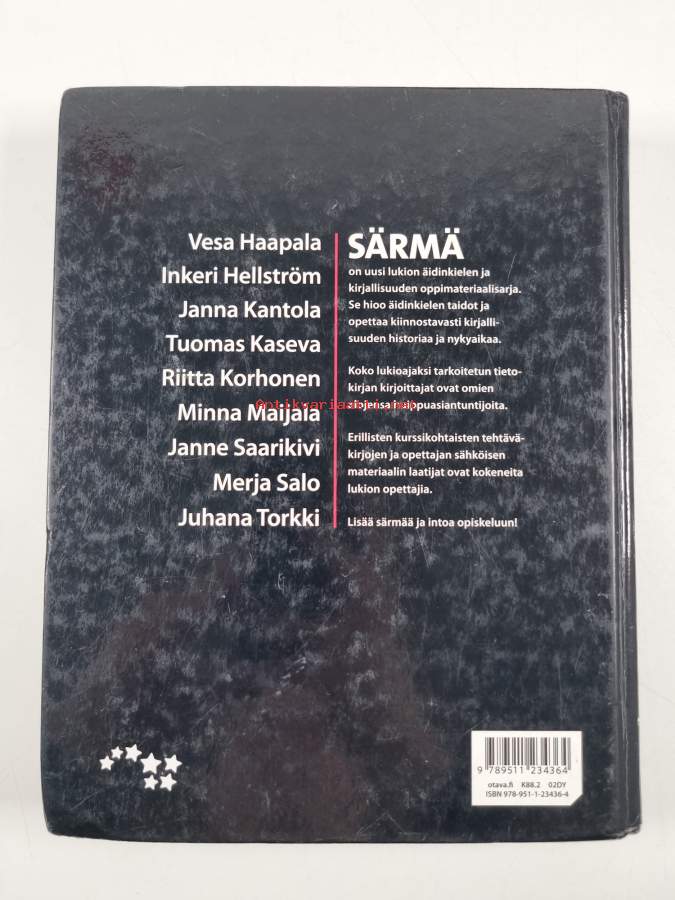 Vesa Haapala
Inkeri Hellström
Janna Kantola
Tuomas Kaseva
Riitta Korhonen
Minna Maijala
Janne Saarikivi
Merja Salo
Juhana Torkki
SÄRMÄ
on uusi lukion äidinkielen ja
kirjallisuuden oppimateriaalisarja.
Se hioo äidinkielen taidot ja
opettaa kiinnostavasti kirjalli-
suuden historiaa ja nykyaikaa.
Koko lukioajaksi tarkoitetun tieto-
kirjan kirjoittajat ovat omien
alojensa huippuasiantuntijoita.
Erillisten kurssikohtaisten tehtävä-
kirjojen ja opettajan sähköisen
materiaalin laatijat ovat kokeneita
lukion opettajia.
Lisää särmää ja intoa opiskeluun!
Antikvariaatti.net
9 789511 234364
otava.fi K88.2 02DY
ISBN 978-951-1-23436-4